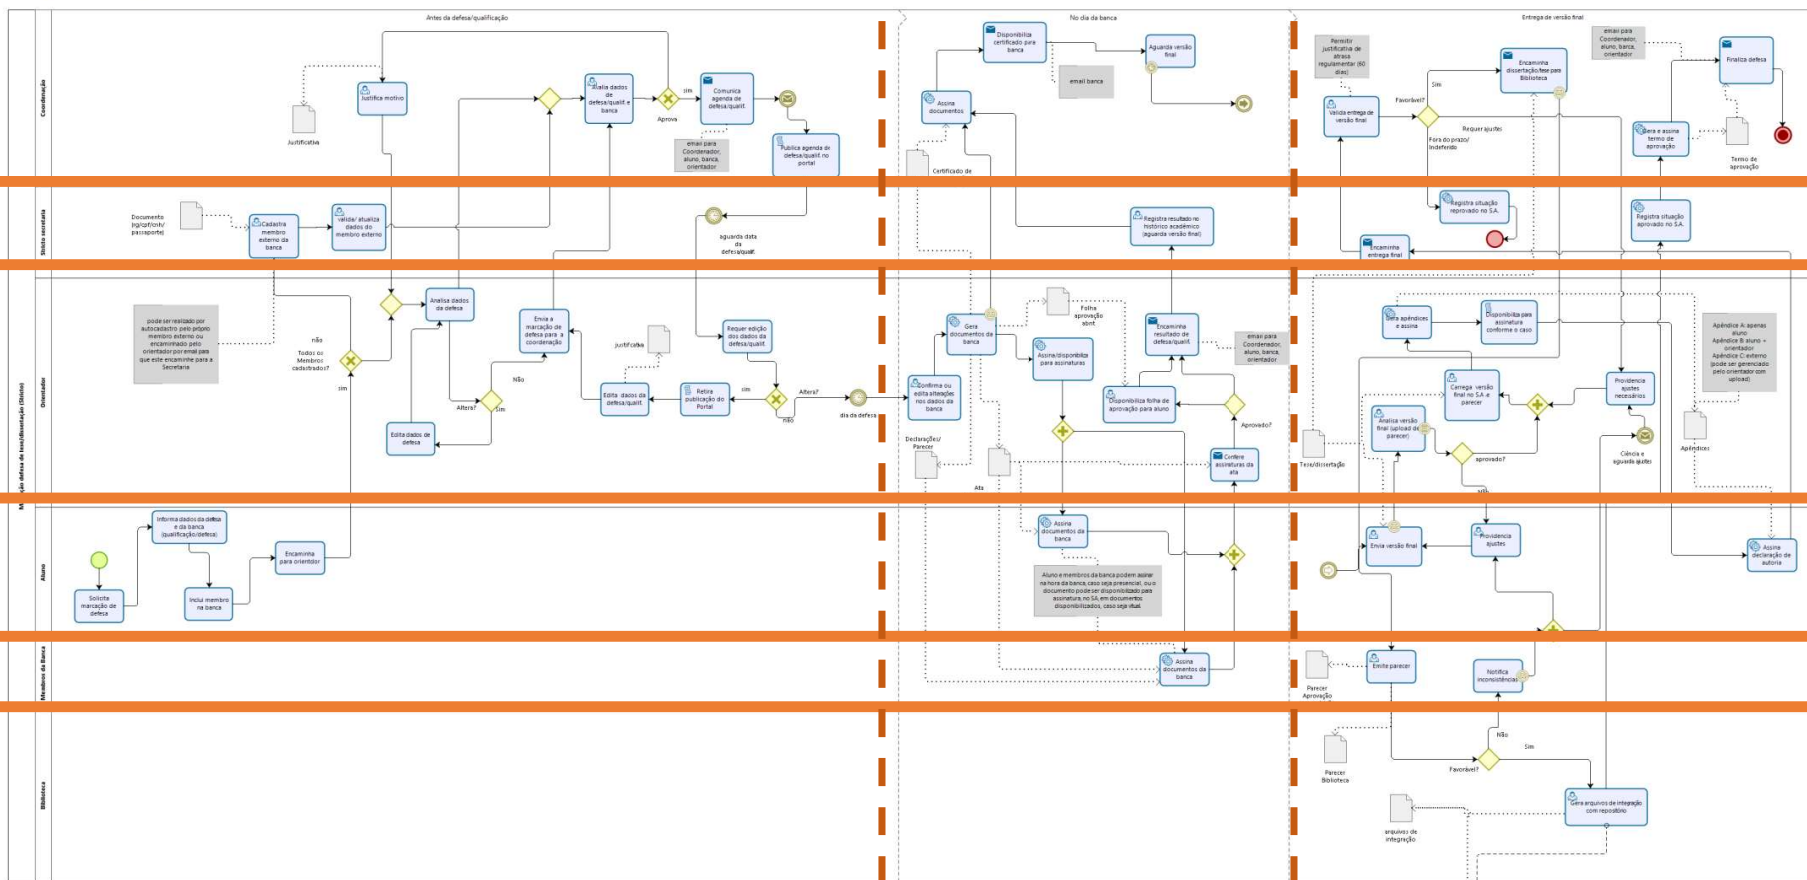 Antes da defesa/qualificação
No dia da banca
Entrega de versão final
Coordenação
Justifica motivo
Justificativa
Avalia dados
de
defesa/qualif. e
banca
sim
Aprova
Comunica
agenda de
defesa/qualif.
email para
Coordenador,
aluno, banca,
orientador
Publica agenda de
defesa/qualif. no
portal
Disponibiliza
certificado para
banca
email banca
Aguarda versão
final
Assina
documentos
Certificado de
Permitir
justificativa de
atraso
regulamentar (60
dias)
Valida entrega de
versão final
Favorável?
Sim
Requer ajustes
Fora do prazo/
Indeferido
Encaminha
dissertação/tese para
Biblioteca
email para
Coordenador,
aluno, banca,
orientador
Finaliza defesa
Gera e assina
termo de
aprovação
Termo de
aprovação
Stricto secretaria
Documento
(rg/cpf/cnh/
passaporte)
Cadastra
membro
externo da
banca
valida/ atualiza
dados do
membro externo
aguarda data
da
defesa/qualif.
Registra resultado no
histórico acadêmico
(aguarda versão final)
Registra situação
reprovado no S.A.
Encaminha
entrega final
Registra situação
aprovado no S.A.
Orientador
pode ser realizado por
autocadastro pelo próprio
membro externo ou
encaminhado pelo
orientador por email para
que este encaminhe para a
Secretaria
não
Todos os
Membros
cadastrados?
sim
Analisa dados
da defesa
Altera?
Não
Sim
Edita dados de
defesa
Envia a
marcação de
defesa para a
coordenação
justificativa
Edita dados da
defesa/qualif.
Retira
publicação do
Portal
Requer edição
dos dados da
defesa/qualif.
sim
Altera?
não
dia da defesa
Confirma ou
edita alterações
nos dados da
banca
Gera
documentos da
banca
Folha
aprovação
abnt
Assina/disponibiliza
para assinaturas
Disponibiliza folha de
aprovação para aluno
Encaminha
resultado de
defesa/qualif.
email para
Coordenador,
aluno, banca,
orientador
Aprovado?
Confere
assinaturas da
ata
Declarações/
Parecer
Ata
Gera apêndices
e assina
Disponibiliza para
assinatura
conforme o caso
Apêndice A: apenas
aluno
Apêndice B: aluno +
orientador
Apêndice C: externo
(pode ser gerenciado
pelo orientador com
upload)
Carrega versão
final no S.A. e
parecer
Providencia
ajustes
necessários
Analisa versão
final (upload de
parecer)
aprovado?
Não
Ciência e
aguarda ajustes
Tese/dissertação
Apêndices
Aluno
Solicita
marcação de
defesa
Informa dados da defesa
e da banca
(qualificação/defesa)
Inclui membro
na banca
Encaminha
para orientdor
Assina
documentos da
banca
Aluno e membros da banca podem assinar
na hora da banca, caso seja presencial, ou o
documento pode ser disponibilizado para
assinatura, no SA, em documentos
disponibilizados, caso seja vitual.
Envia versão final
Providencia
ajustes
Assina
declaração de
autoria
Membros da Banca
Assina
documentos da
banca
Emite parecer
Parecer
Aprovação
Notifica
inconsistências
Biblioteca
Parecer
Biblioteca
Favorável?
Não
Sim
Gera arquivos de integração
com repositório
arquivos de
integração